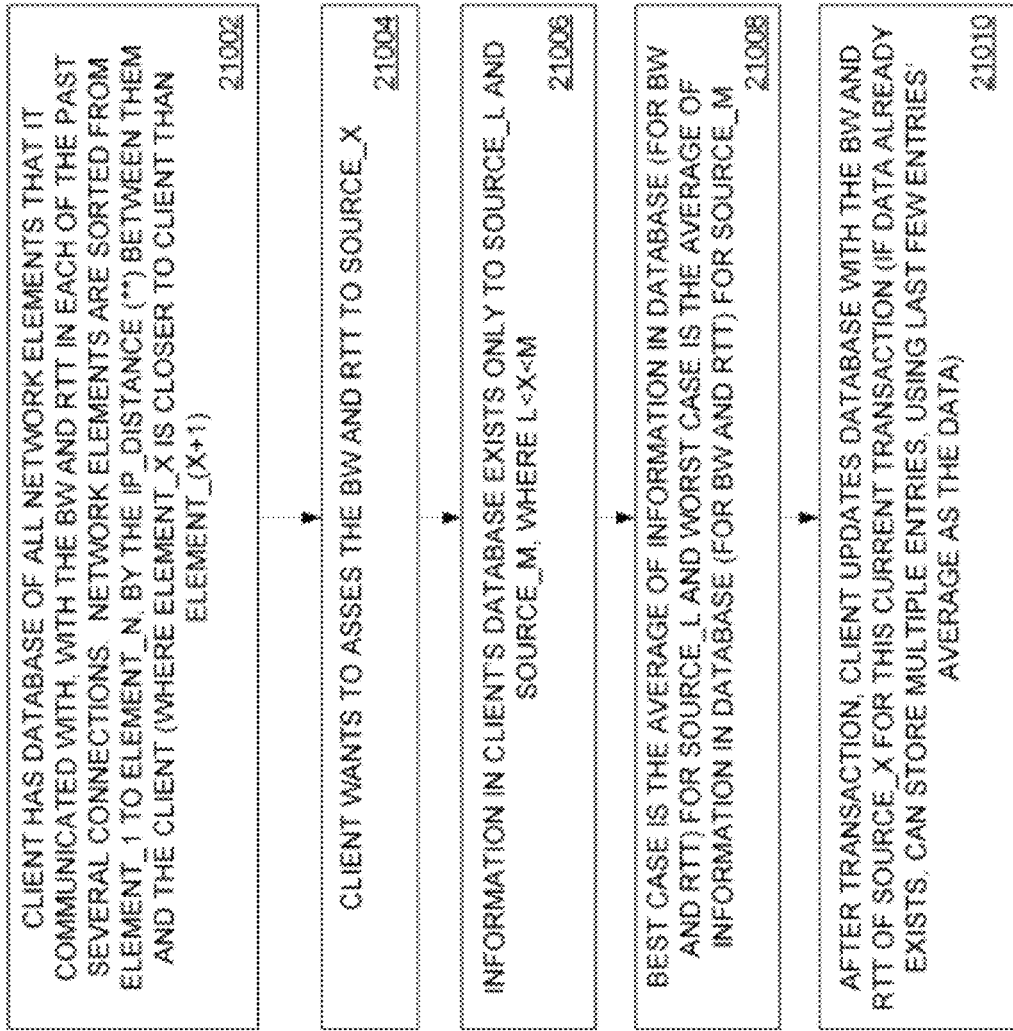 CLIENT HAS DATABASE OF ALL NETWORK ELEMENTS THAT IT
COMMUNICATED WITH, WITH THE BW AND RTT IN EACH OF THE PAST
SEVERAL CONNECTIONS. NETWORK ELEMENTS ARE SORTED FROM
ELEMENT_1 TO ELEMENT_N, BY THE IP_DISTANCE (**) BETWEEN THEM
AND THE CLIENT (WHERE ELEMENT_X IS CLOSER TO CLIENT THAN
ELEMENT_(X+1)
21002
CLIENT WANTS TO ASSES THE BW AND RTT TO SOURCE_X
21004
INFORMATION IN CLIENT'S DATABASE EXISTS ONLY TO SOURCE_L AND
SOURCE_M, WHERE L<X<M
21006
BEST CASE IS THE AVERAGE OF INFORMATION IN DATABASE (FOR BW
AND RTT) FOR SOURCE_L AND WORST CASE IS THE AVERAGE OF
INFORMATION IN DATABASE (FOR BW AND RTT) FOR SOURCE_M
21008
AFTER TRANSACTION, CLIENT UPDATES DATABASE WITH THE BW AND
RTT OF SOURCE_X FOR THIS CURRENT TRANSACTION (IF DATA ALREADY
EXISTS, CAN STORE MULTIPLE ENTRIES, USING LAST FEW ENTRIES'
AVERAGE AS THE DATA)
21010